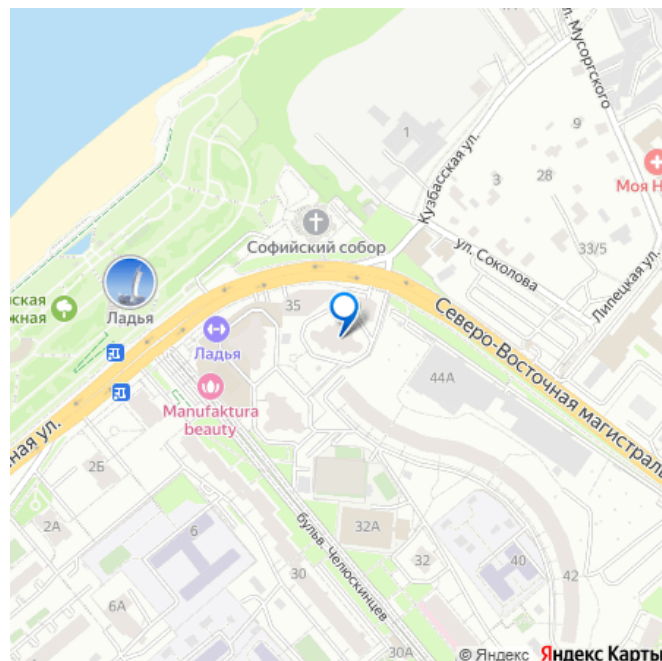 ул. Мусоргского
1
9
Кузбасская ул.
3
28
Моя Н
Софийский собор
ул. Соколова
33/5
Липецкая ул.
нская
жная
Ладья
35
Ладья
Северо-Восточная магистраль
44А
Manufaktura
beauty
ная ул.
2Б
2А
6
32А
бульв. Челюскинцев
32
40
42
30
6А
30А
© Яндекс Яндекс Карты